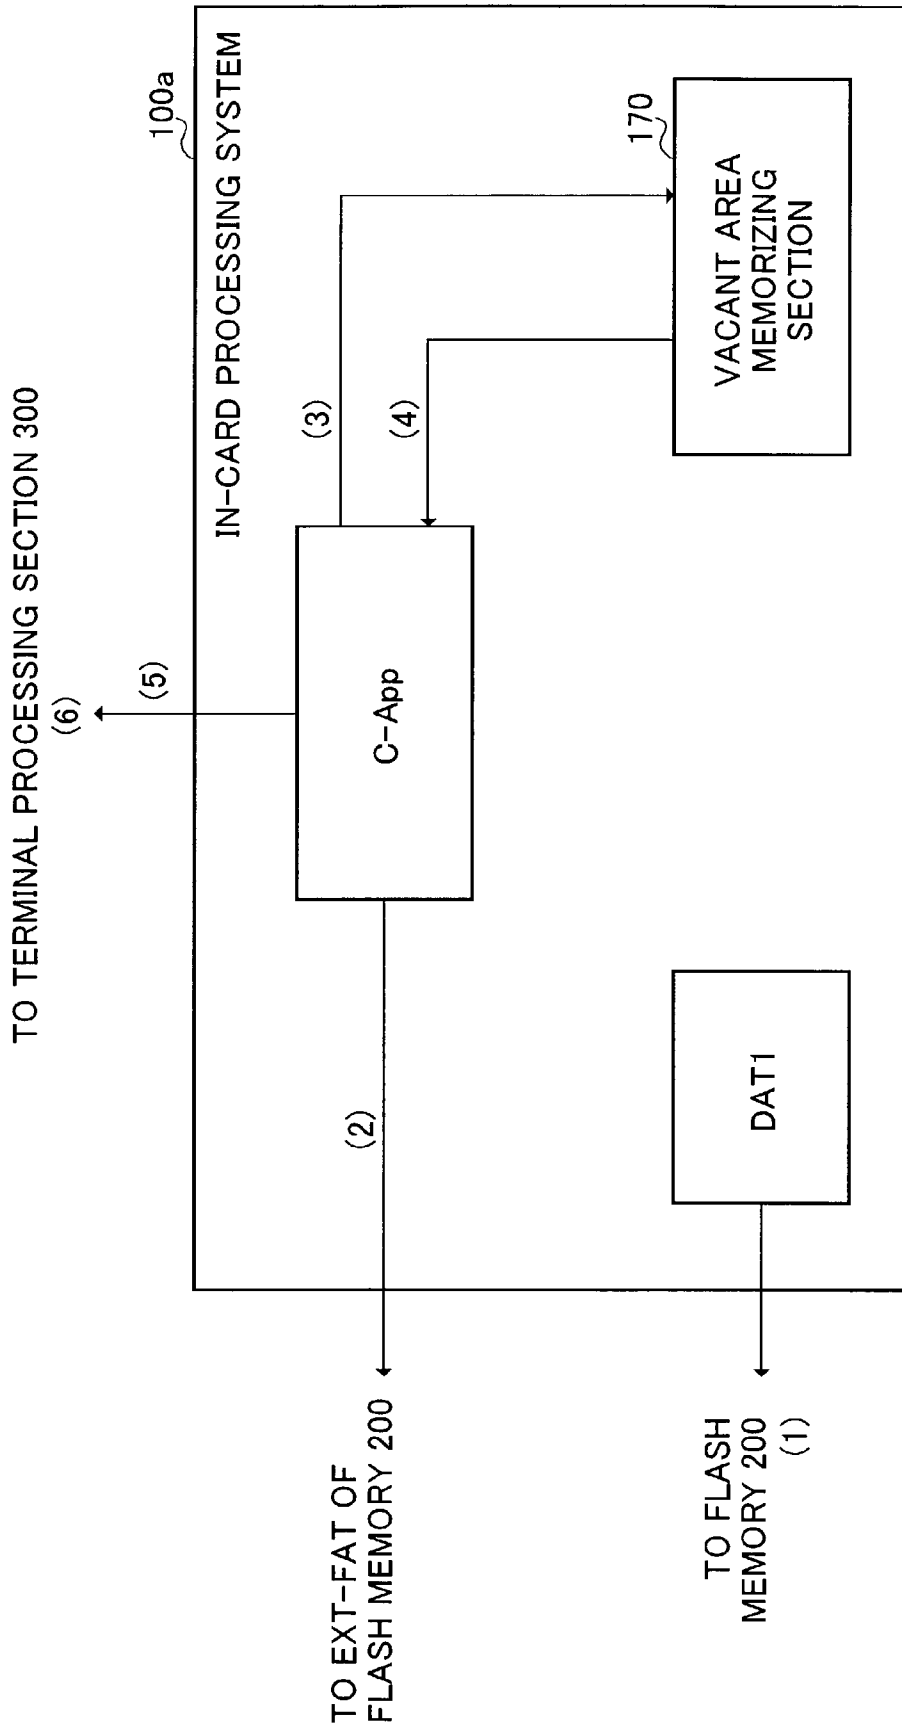 TO TERMINAL PROCESSING SECTION 300
(6)
(5)
100a
IN-CARD PROCESSING SYSTEM
(3)
(4)
C-App
170
VACANT AREA
MEMORIZING
SECTION
(2)
TO EXT-FAT OF
FLASH MEMORY 200
DAT1
TO FLASH
MEMORY 200
(1)